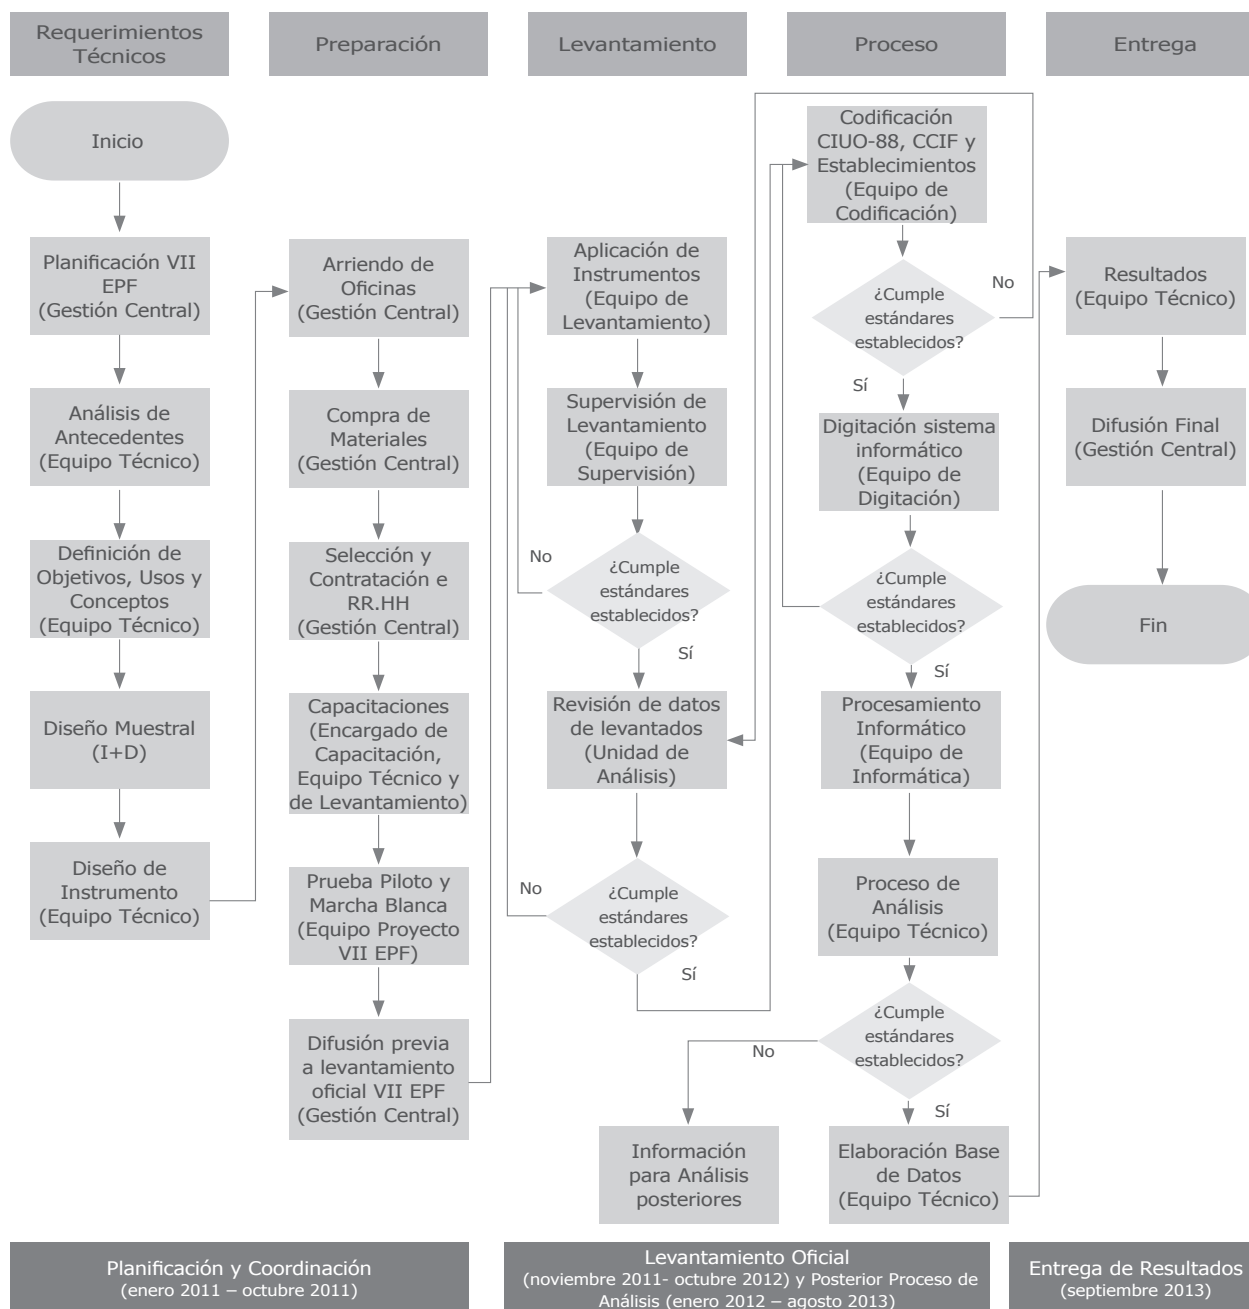 Requerimientos
Técnicos
Preparación
Levantamiento
Proceso
Entrega
Inicio
Planificación VII
EPF
(Gestión Central)
Análisis de
Antecedentes
(Equipo Técnico)
Definición de
Objetivos, Usos y
Conceptos
(Equipo Técnico)
Diseño Muestral
(I+D)
Diseño de
Instrumento
(Equipo Técnico)
Arriendo de
Oficinas
(Gestión Central)
Compra de
Materiales
(Gestión Central)
Selección y
Contratación e
RR.HH
(Gestión Central)
Capacitaciones
(Encargado de
Capacitación,
Equipo Técnico y
de Levantamiento)
Prueba Piloto y
Marcha Blanca
(Equipo Proyecto
VII EPF)
Difusión previa
a levantamiento
oficial VII EPF
(Gestión Central)
Aplicación de
Instrumentos
(Equipo de
Levantamiento)
Supervisión de
Levantamiento
(Equipo de
Supervisión)
No
¿Cumple
estándares
establecidos?
Sí
Revisión de datos
de levantados
(Unidad de
Análisis)
No
¿Cumple
estándares
establecidos?
Sí
Codificación
CIUO-88, CCIF y
Establecimientos
(Equipo de
Codificación)
No
¿Cumple
estándares
establecidos?
Sí
Digitación sistema
informático
(Equipo de
Digitación)
¿Cumple
estándares
establecidos?
Sí
Procesamiento
Informático
(Equipo de
Informática)
Proceso de
Análisis
(Equipo Técnico)
¿Cumple
estándares
establecidos?
No
Sí
Información
para Análisis
posteriores
Elaboración Base
de Datos
(Equipo Técnico)
Resultados
(Equipo Técnico)
Difusión Final
(Gestión Central)
Fin
Planificación y Coordinación
(enero 2011 – octubre 2011)
Levantamiento Oficial
(noviembre 2011- octubre 2012) y Posterior Proceso de
Análisis (enero 2012 – agosto 2013)
Entrega de Resultados
(septiembre 2013)